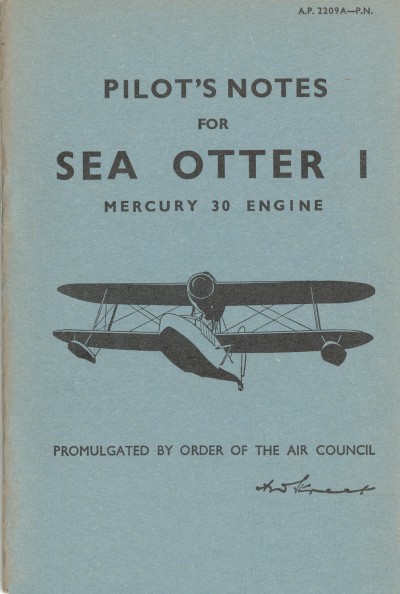 A.P. 2209A—P.N.
PILOT'S NOTES
FOR
SEA OTTER I
MERCURY 30 ENGINE
PROMULGATED BY ORDER OF THE AIR COUNCIL